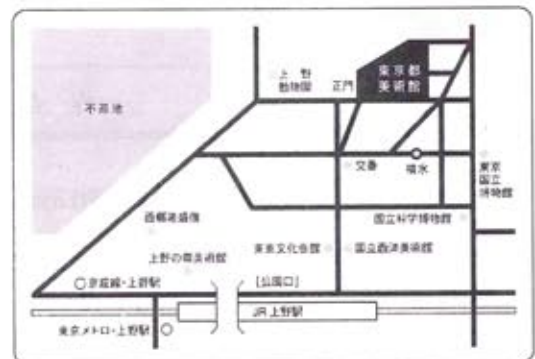 上野
動物園
正門
東京都
美術館
不忍池
交番
噴水
東京
国立
博物館
西郷隆盛像
国立科学博物館
上野の森美術館
東京文化会館
国立西洋美術館
京成線・上野駅
[公園口]
JR上野駅
東京メトロ・上野駅